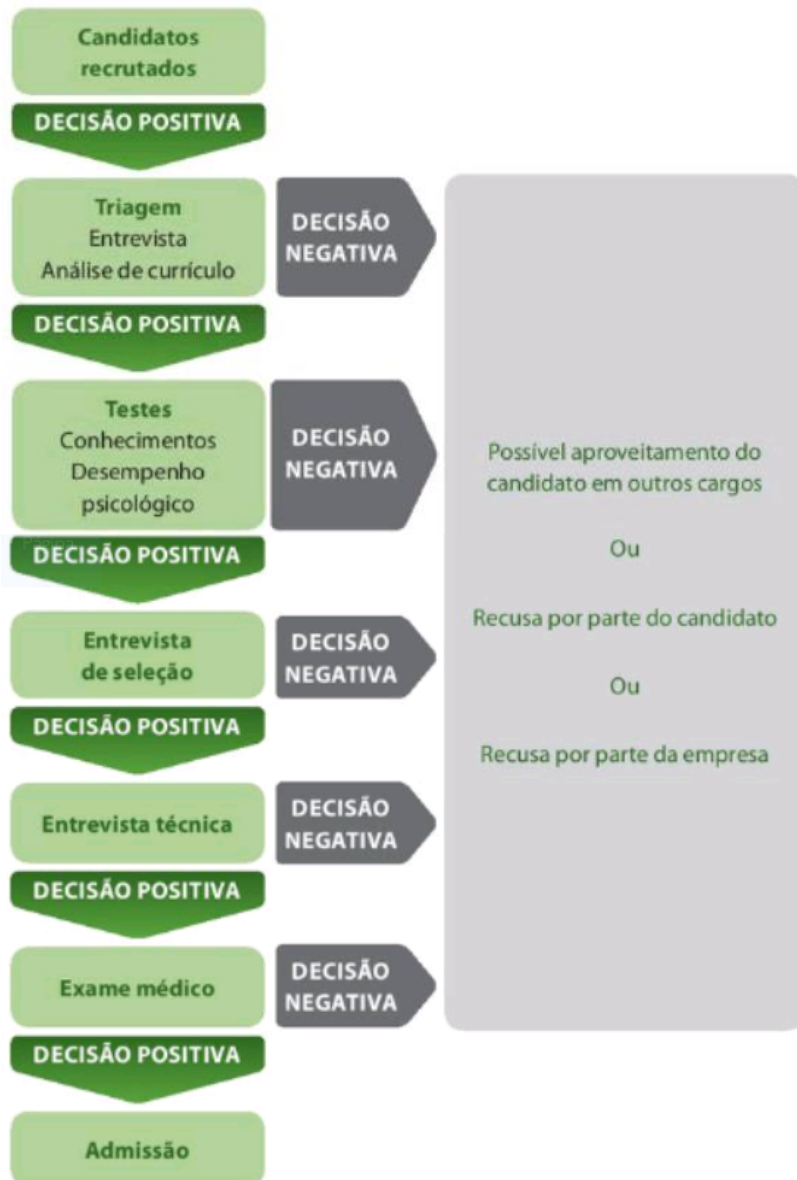 Candidatos
recrutados
DECISÃO POSITIVA
Triagem
Entrevista
Análise de currículo
DECISÃO
NEGATIVA
DECISÃO POSITIVA
Testes
Conhecimentos
Desempenho
psicológico
DECISÃO
NEGATIVA
DECISÃO POSITIVA
Entrevista
de seleção
DECISÃO
NEGATIVA
DECISÃO POSITIVA
Entrevista técnica
DECISÃO
NEGATIVA
DECISÃO POSITIVA
Exame médico
DECISÃO
NEGATIVA
DECISÃO POSITIVA
Admissão
Possível aproveitamento do
candidato em outros cargos
Ou
Recusa por parte do candidato
Ou
Recusa por parte da empresa